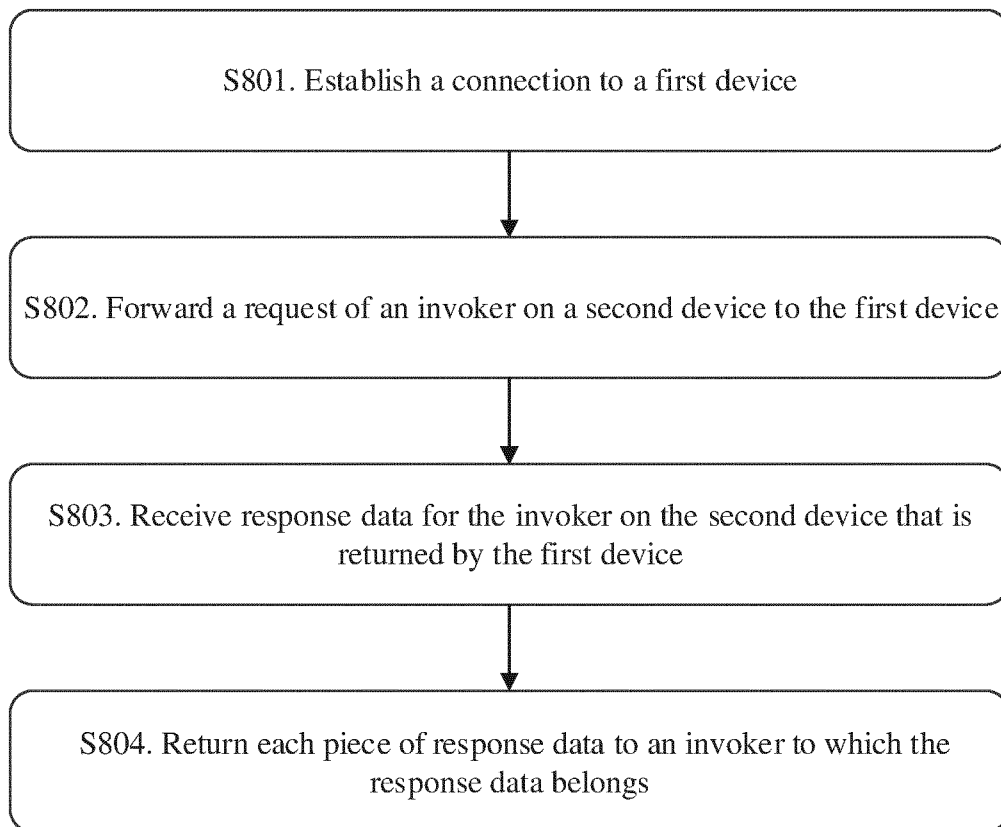 S801. Establish a connection to a first device
S802. Forward a request of an invoker on a second device to the first device
S803. Receive response data for the invoker on the second device that is
returned by the first device
S804. Return each piece of response data to an invoker to which the
response data belongs